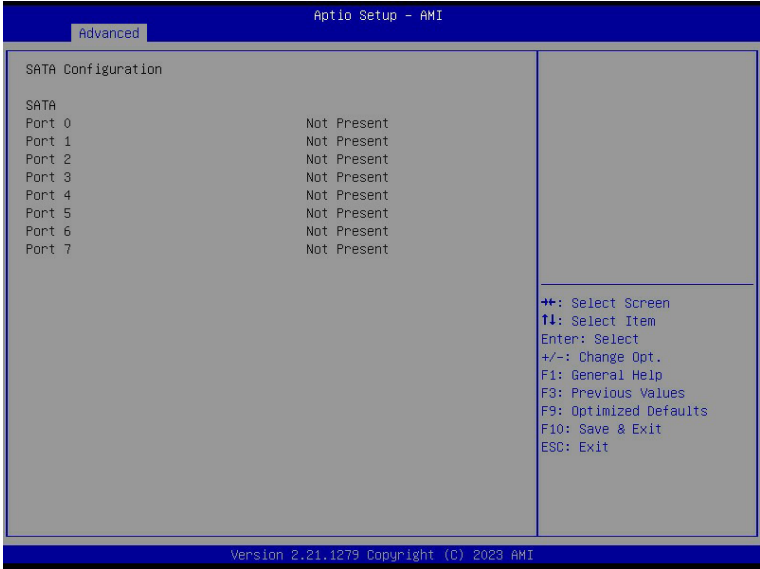 Aptio Setup - AMI
Advanced
SATA Configuration
SATA
Port 0 Not Present
Port 1 Not Present
Port 2 Not Present
Port 3 Not Present
Port 4 Not Present
Port 5 Not Present
Port 6 Not Present
Port 7 Not Present
→←: Select Screen
↑↓: Select Item
Enter: Select
+/-: Change Opt.
F1: General Help
F3: Previous Values
F9: Optimized Defaults
F10: Save & Exit
ESC: Exit
Version 2.21.1279 Copyright (C) 2023 AMI